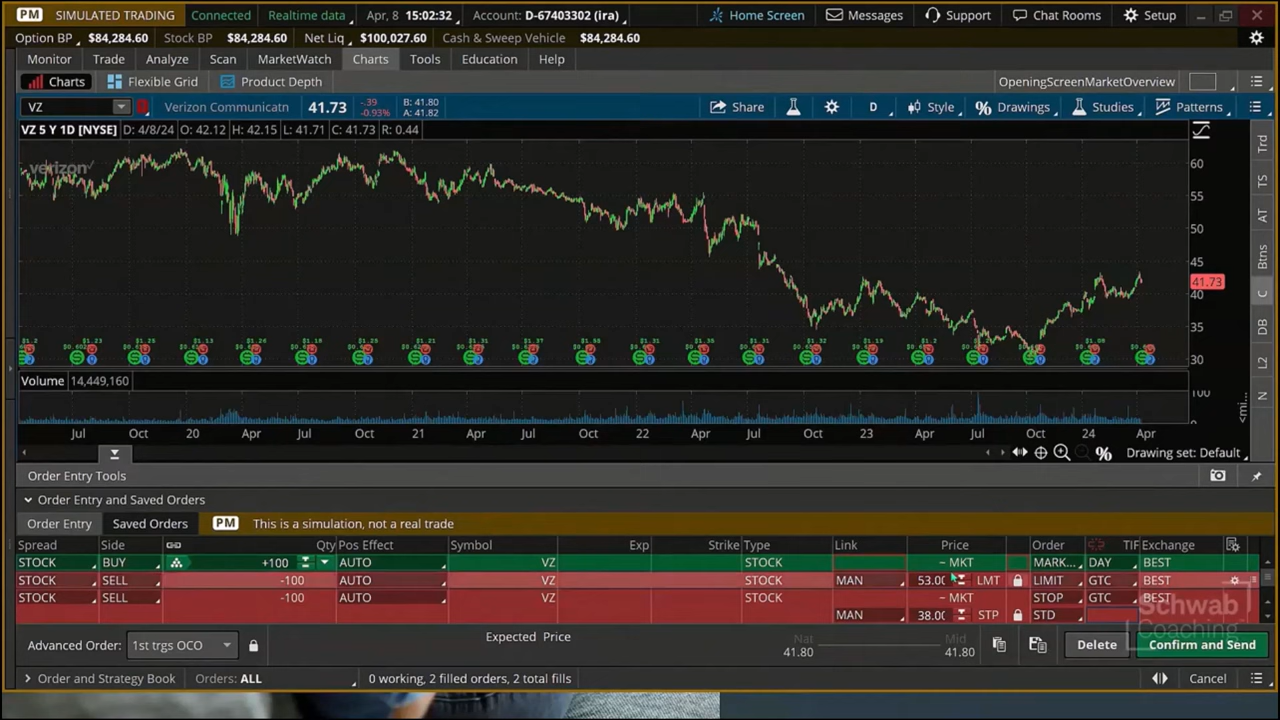 PM SIMULATED TRADING Connected Realtime data Apr, 8 15:02:32 Account: D-67403302 (ira) Home Screen Messages Support Chat Rooms Setup
Option BP $84,284.60 Stock BP $84,284.60 Net Liq $100,027.60 Cash & Sweep Vehicle $84,284.60
Monitor Trade Analyze Scan MarketWatch Charts Tools Education Help
Charts Flexible Grid Product Depth OpeningScreenMarketOverview
VZ Verizon Communicatn 41.73 -.39 -0.93% B: 41.80 A: 41.82 Share D Style Drawings Studies Patterns
VZ 5 Y 1D [NYSE] D: 4/8/24 O: 42.12 H: 42.15 L: 41.71 C: 41.73 R: 0.44
verizon
60
55
50
45
41.73
40
35
30
Trd
TS
AT
Btns
C
DB
L2
N
Volume 14,449,160
100
Jul Oct 20 Apr Jul Oct 21 Apr Jul Oct 22 Apr Jul Oct 23 Apr Jul Oct 24 Apr
Drawing set: Default
Order Entry Tools
Order Entry and Saved Orders
Order Entry Saved Orders PM This is a simulation, not a real trade
Spread Side Qty Pos Effect Symbol Exp Strike Type Link Price Order TIF Exchange
STOCK BUY +100 AUTO VZ STOCK ~ MKT MARK... DAY BEST
STOCK SELL -100 AUTO VZ STOCK MAN 53.00 LMT LIMIT GTC BEST
STOCK SELL -100 AUTO VZ STOCK ~ MKT STOP GTC BEST
MAN 38.00 STP STD
Schwab
Coaching
Advanced Order: 1st trgs OCO Expected Price Nat 41.80 Mid 41.80 Delete Confirm and Send
Order and Strategy Book Orders: ALL 0 working, 2 filled orders, 2 total fills Cancel